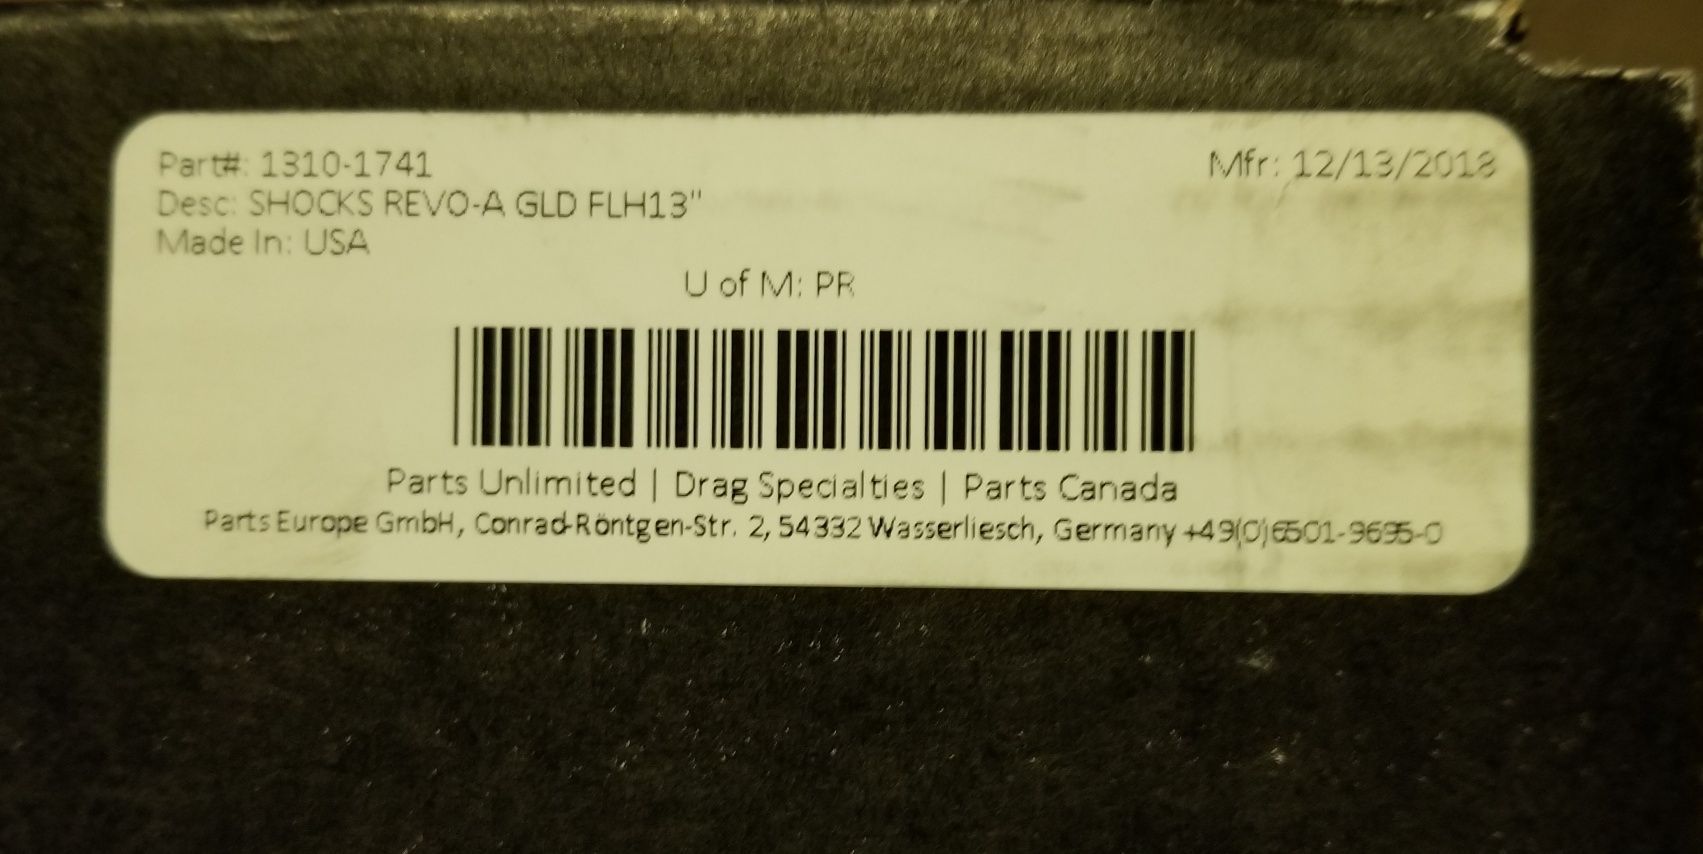 Part#: 1310-1741
Mfr: 12/13/2018
Desc: SHOCKS REVO-A GLD FLH13"
Made In: USA
U of M: PR
Parts Unlimited | Drag Specialties | Parts Canada
Parts Europe GmbH, Conrad-Röntgen-Str. 2, 54332 Wasserliesch, Germany +49(0)6501-9695-0